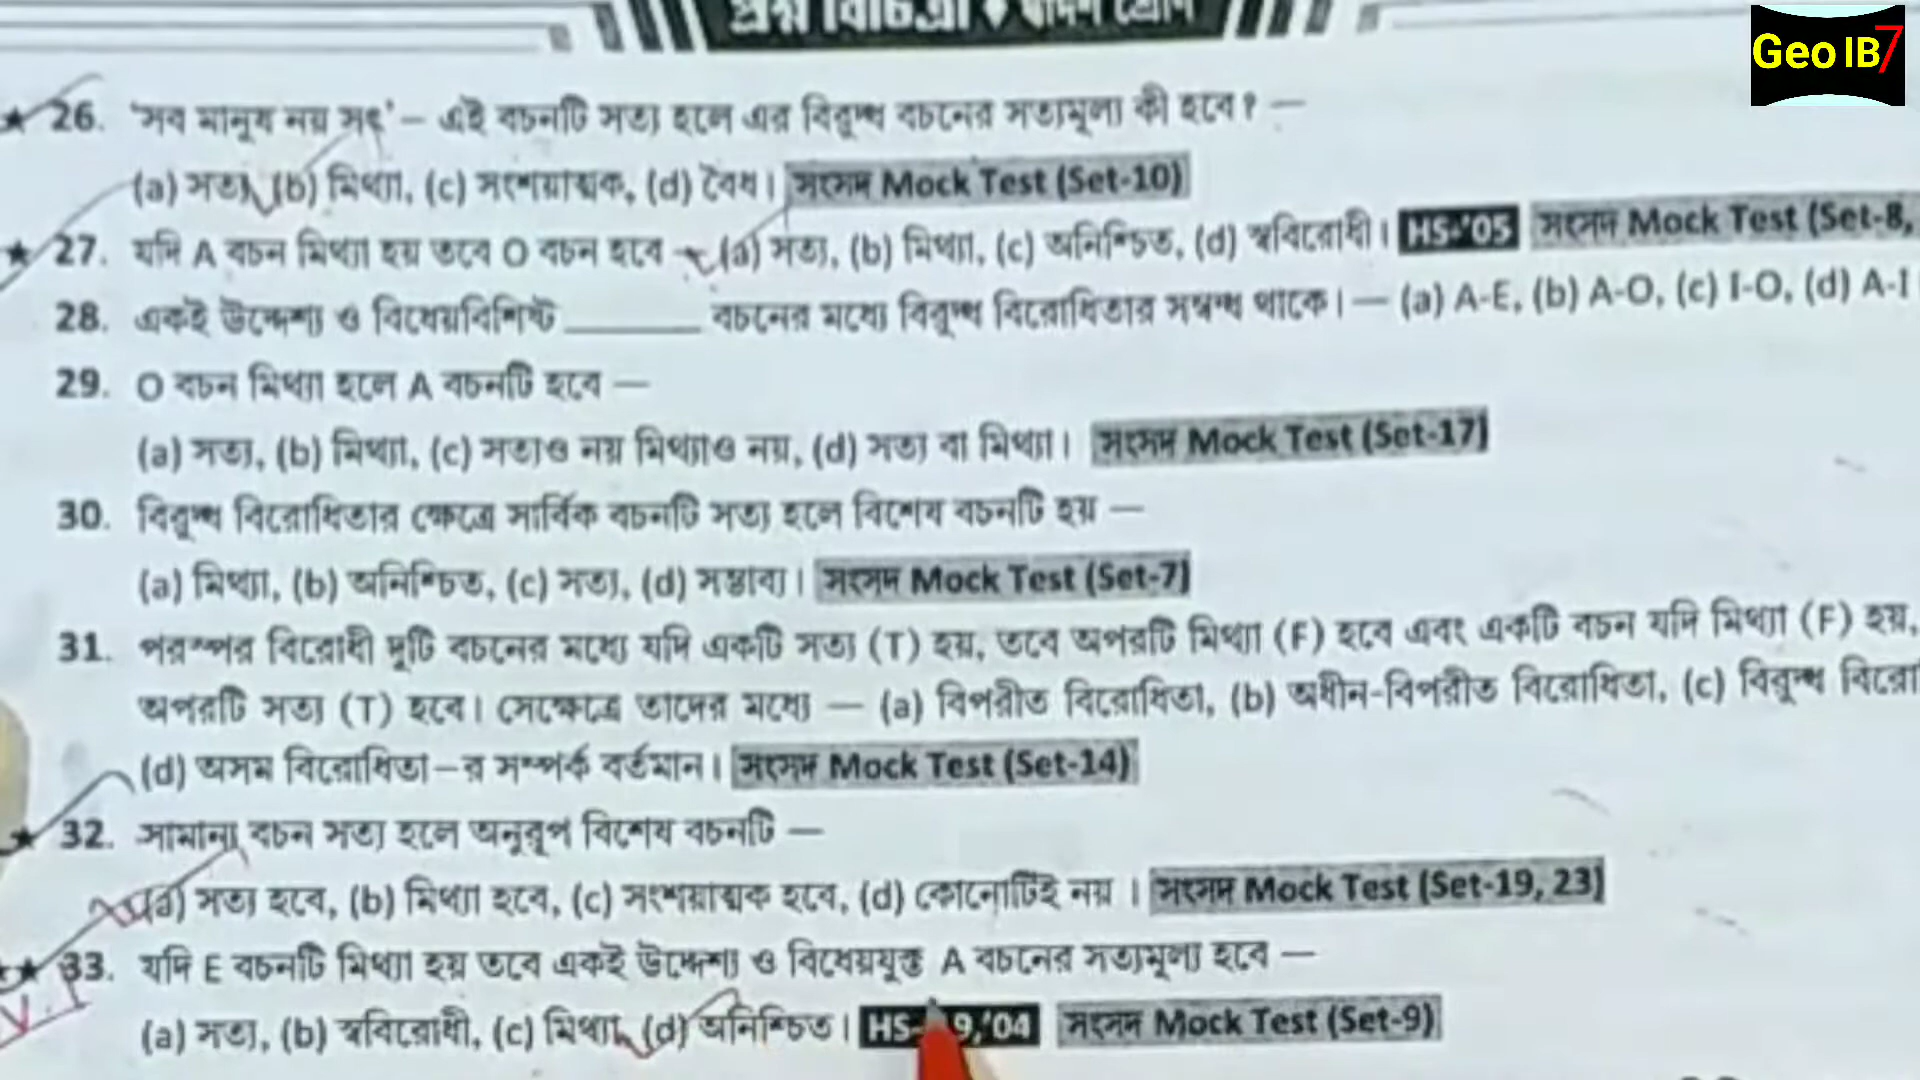 প্রশ্ন বিচিত্রা ♦ দ্বাদশ শ্রেণি
Geo IB7
★ 26. 'সব মানুষ নয় সৎ' – এই বচনটি সত্য হলে এর বিরুদ্ধ বচনের সত্যমূল্য কী হবে? —
(a) সত্য, (b) মিথ্যা, (c) সংশয়াত্মক, (d) বৈধ। সংসদ Mock Test (Set-10)
★ 27. যদি A বচন মিথ্যা হয় তবে O বচন হবে — (a) সত্য, (b) মিথ্যা, (c) অনিশ্চিত, (d) স্ববিরোধী। HS-'05 সংসদ Mock Test (Set-8,
28. একই উদ্দেশ্য ও বিধেয়বিশিষ্ট ______ বচনের মধ্যে বিরুদ্ধ বিরোধিতার সম্বন্ধ থাকে। — (a) A-E, (b) A-O, (c) I-O, (d) A-I
29. O বচন মিথ্যা হলে A বচনটি হবে —
(a) সত্য, (b) মিথ্যা, (c) সত্যও নয় মিথ্যাও নয়, (d) সত্য বা মিথ্যা। সংসদ Mock Test (Set-17)
30. বিরুদ্ধ বিরোধিতার ক্ষেত্রে সার্বিক বচনটি সত্য হলে বিশেষ বচনটি হয় —
(a) মিথ্যা, (b) অনিশ্চিত, (c) সত্য, (d) সম্ভাব্য। সংসদ Mock Test (Set-7)
31. পরস্পর বিরোধী দুটি বচনের মধ্যে যদি একটি সত্য (T) হয়, তবে অপরটি মিথ্যা (F) হবে এবং একটি বচন যদি মিথ্যা (F) হয়,
অপরটি সত্য (T) হবে। সেক্ষেত্রে তাদের মধ্যে — (a) বিপরীত বিরোধিতা, (b) অধীন-বিপরীত বিরোধিতা, (c) বিরুদ্ধ বিরো
(d) অসম বিরোধিতা–র সম্পর্ক বর্তমান। সংসদ Mock Test (Set-14)
★ 32. সামান্য বচন সত্য হলে অনুরূপ বিশেষ বচনটি —
(a) সত্য হবে, (b) মিথ্যা হবে, (c) সংশয়াত্মক হবে, (d) কোনোটিই নয় । সংসদ Mock Test (Set-19, 23)
★ 33. যদি E বচনটি মিথ্যা হয় তবে একই উদ্দেশ্য ও বিধেয়যুক্ত A বচনের সত্যমূল্য হবে —
V. I
(a) সত্য, (b) স্ববিরোধী, (c) মিথ্যা, (d) অনিশ্চিত। HS- 9,'04 সংসদ Mock Test (Set-9)